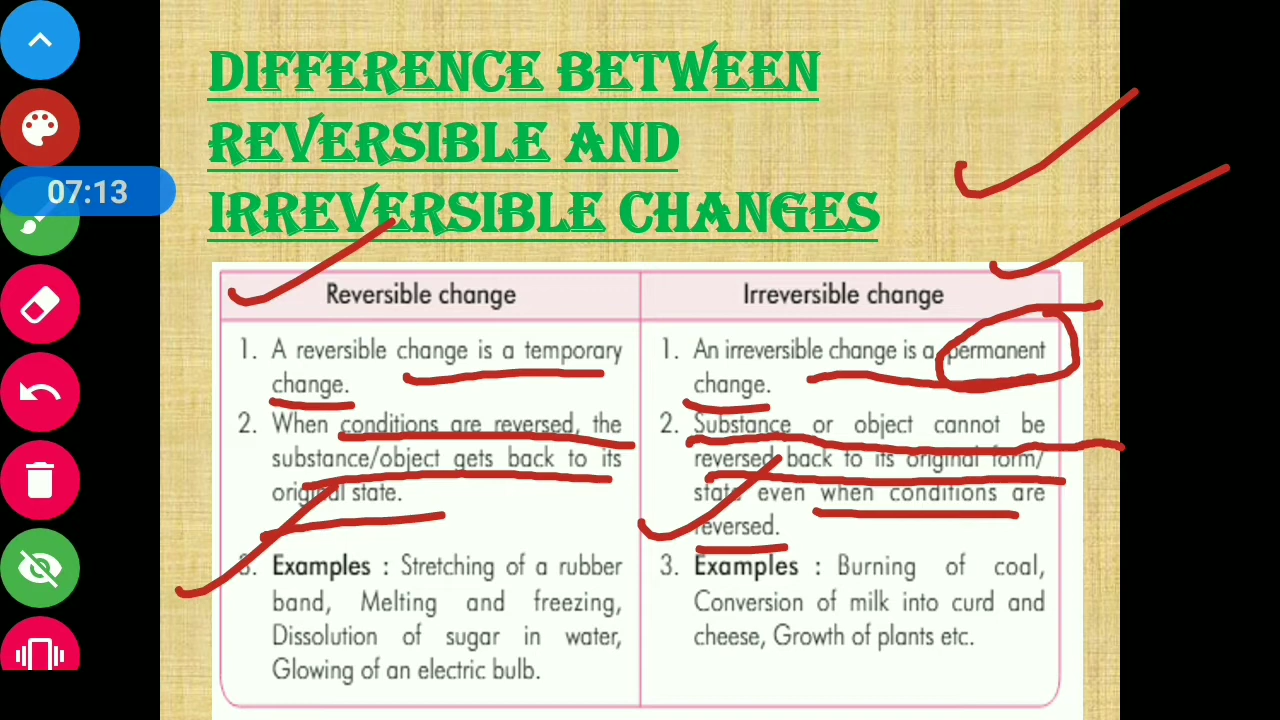 07:13
DIFFERENCE BETWEEN
REVERSIBLE AND
IRREVERSIBLE CHANGES
Reversible change
1. A reversible change is a temporary
change.
2. When conditions are reversed, the
substance/object gets back to its
original state.
3. Examples : Stretching of a rubber
band, Melting and freezing,
Dissolution of sugar in water,
Glowing of an electric bulb.
Irreversible change
1. An irreversible change is a permanent
change.
2. Substance or object cannot be
reversed back to its original form/
state even when conditions are
reversed.
3. Examples : Burning of coal,
Conversion of milk into curd and
cheese, Growth of plants etc.